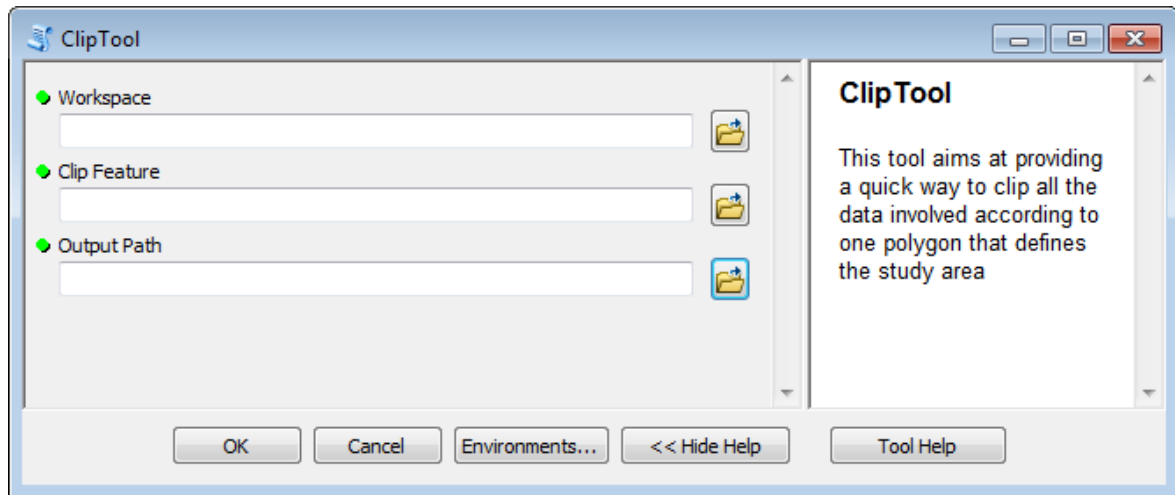 ClipTool
Workspace
Clip Feature
Output Path
OK
Cancel
Environments...
<< Hide Help
ClipTool
This tool aims at providing
a quick way to clip all the
data involved according to
one polygon that defines
the study area
Tool Help